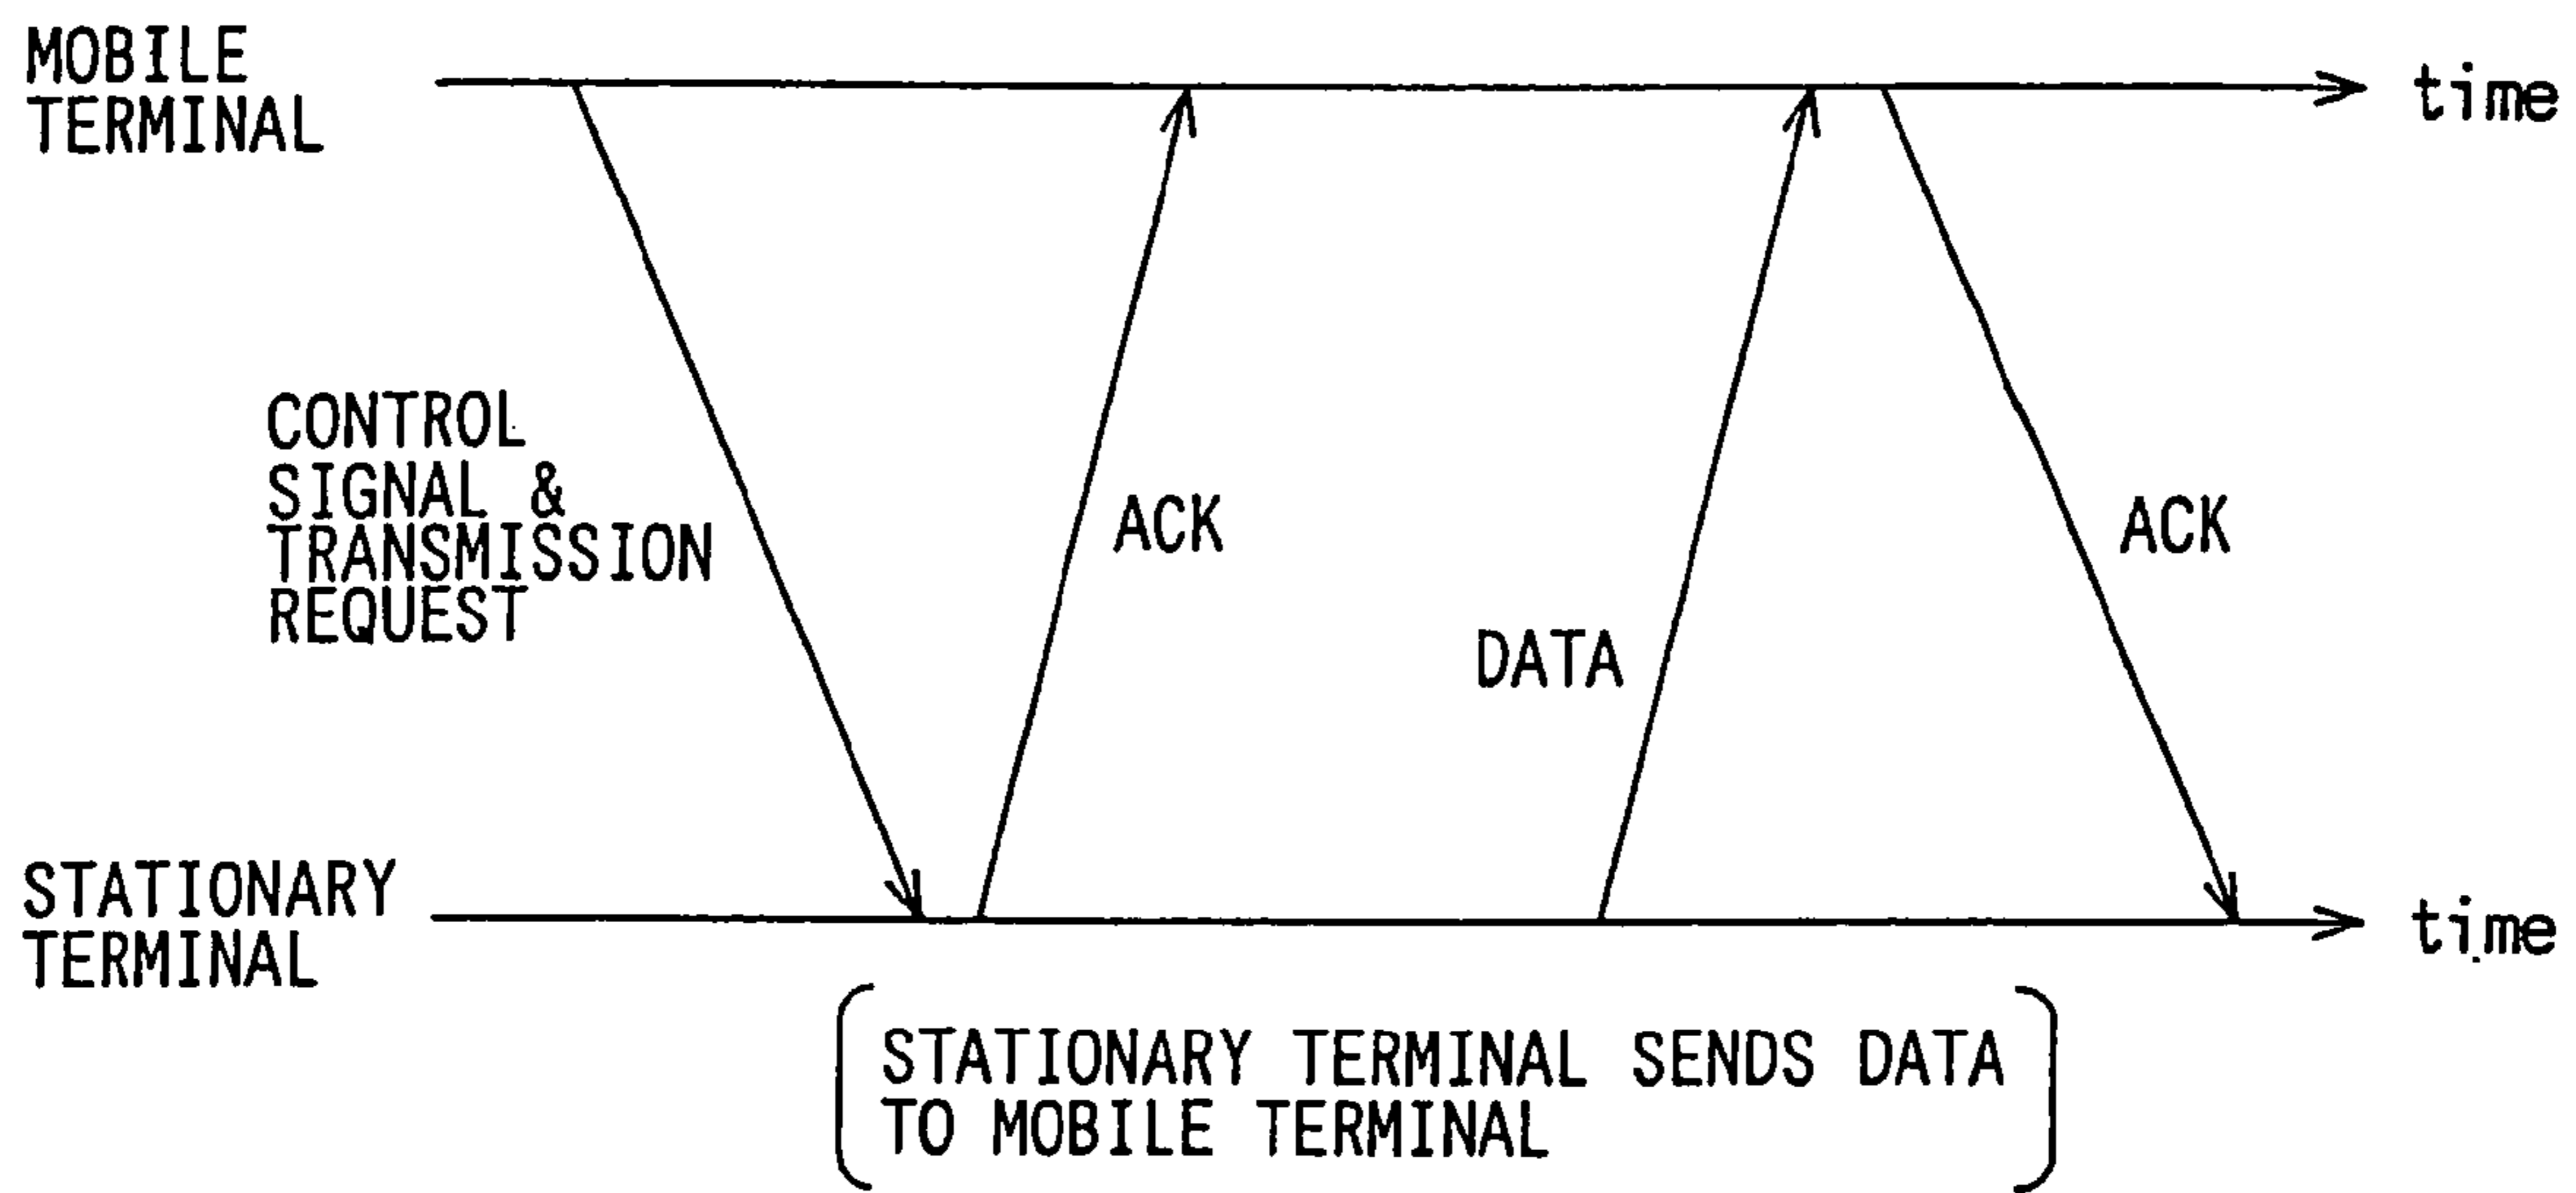 MOBILE
TERMINAL
time
CONTROL
SIGNAL &
TRANSMISSION
REQUEST
ACK
DATA
ACK
STATIONARY
TERMINAL
time
STATIONARY TERMINAL SENDS DATA
TO MOBILE TERMINAL